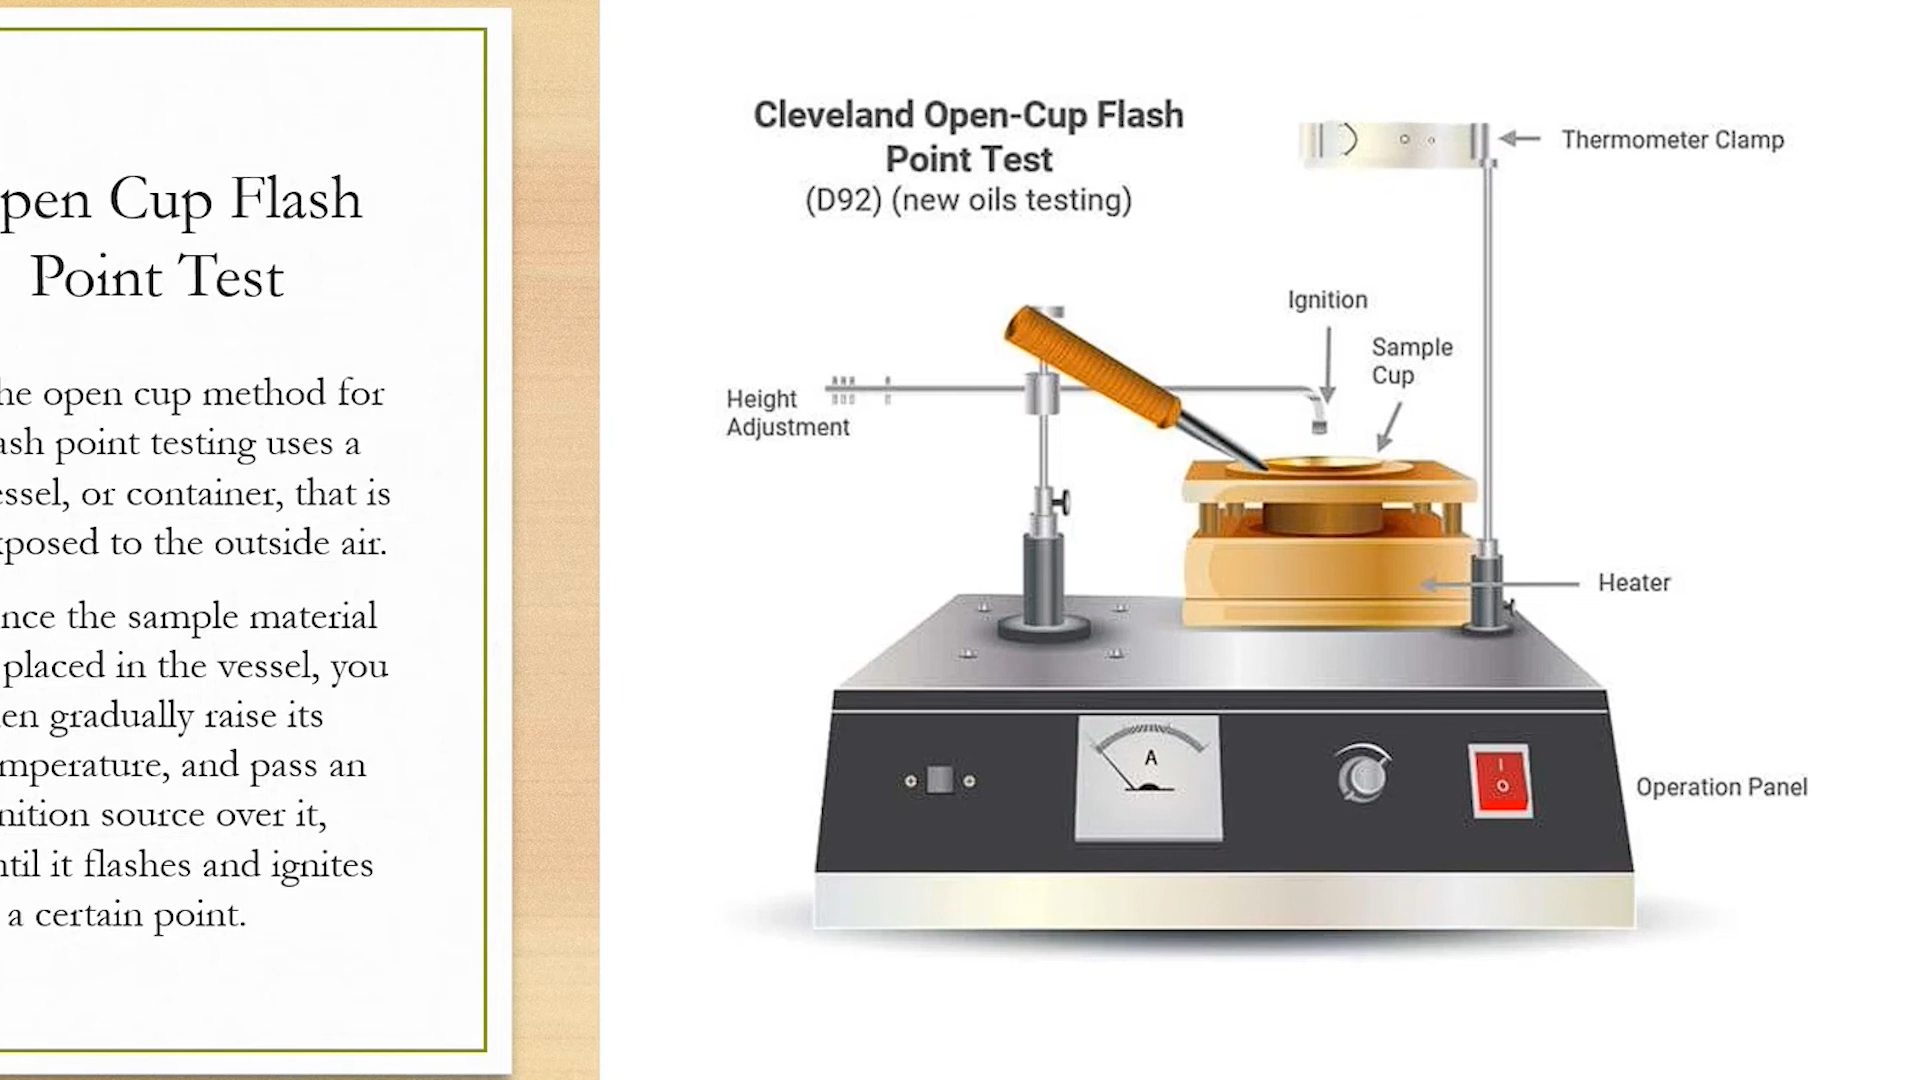 pen Cup Flash
Point Test
he open cup method for
ash point testing uses a
essel, or container, that is
xposed to the outside air.
nce the sample material
placed in the vessel, you
en gradually raise its
mperature, and pass an
nition source over it,
ntil it flashes and ignites
a certain point.
Cleveland Open-Cup Flash
Point Test
(D92) (new oils testing)
Thermometer Clamp
Ignition
Sample
Cup
Height
Adjustment
Heater
A
I
O
Operation Panel